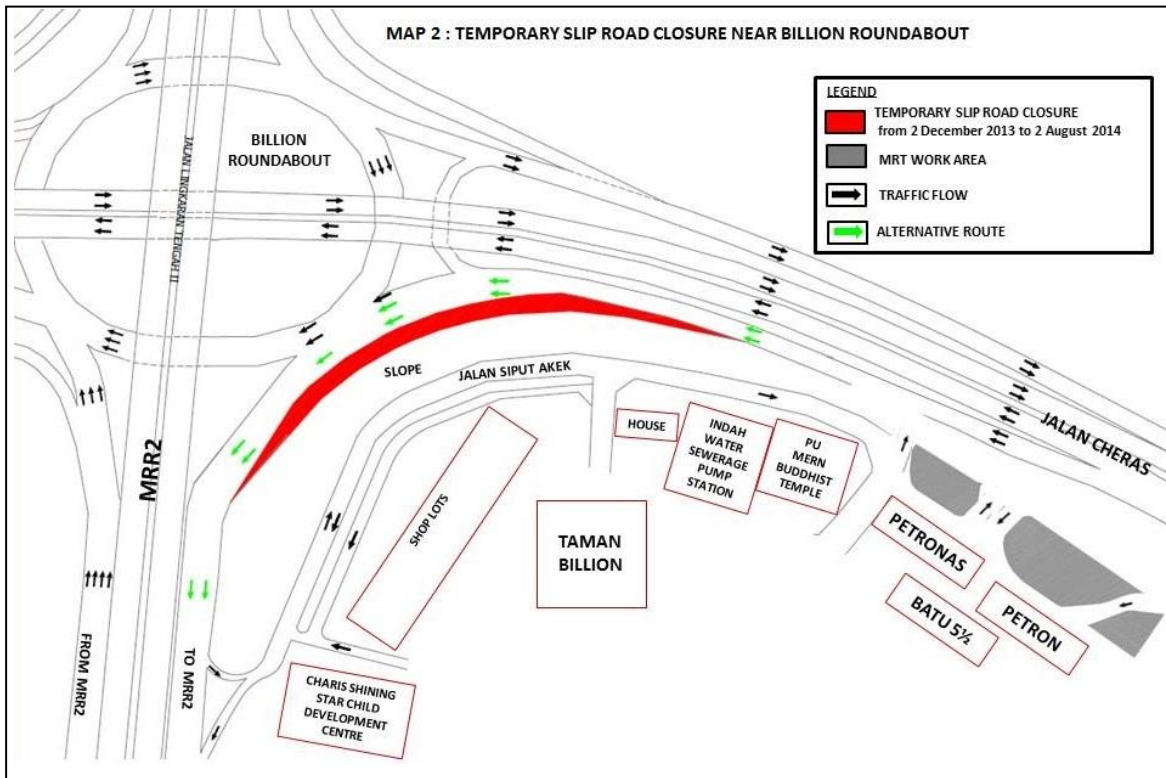 MAP 2 : TEMPORARY SLIP ROAD CLOSURE NEAR BILLION ROUNDABOUT
LEGEND
TEMPORARY SLIP ROAD CLOSURE
from 2 December 2013 to 2 August 2014
MRT WORK AREA
TRAFFIC FLOW
ALTERNATIVE ROUTE
BILLION
ROUNDABOUT
JALAN LINGKARAN TENGAH II
SLOPE
JALAN SIPUT AKEK
JALAN CHERAS
MRR2
HOUSE
INDAH
WATER
SEWERAGE
PUMP
STATION
PU
MERN
BUDDHIST
TEMPLE
SHOP LOTS
TAMAN
BILLION
PETRONAS
BATU 5½
PETRON
FROM MRR2
TO MRR2
CHARIS SHINING
STAR CHILD
DEVELOPMENT
CENTRE